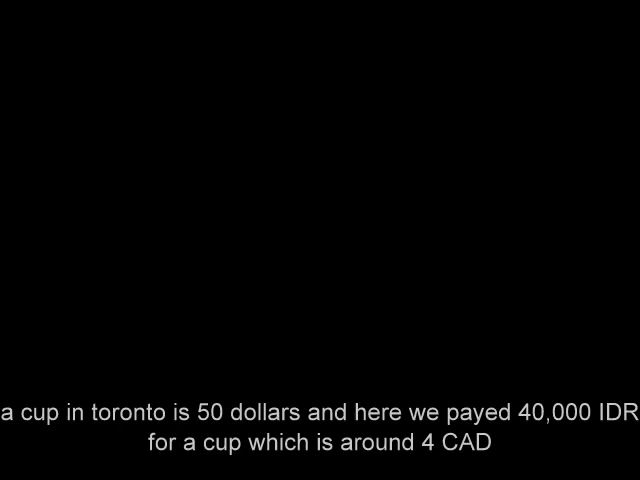 a cup in toronto is 50 dollars and here we payed 40,000 IDR
for a cup which is around 4 CAD